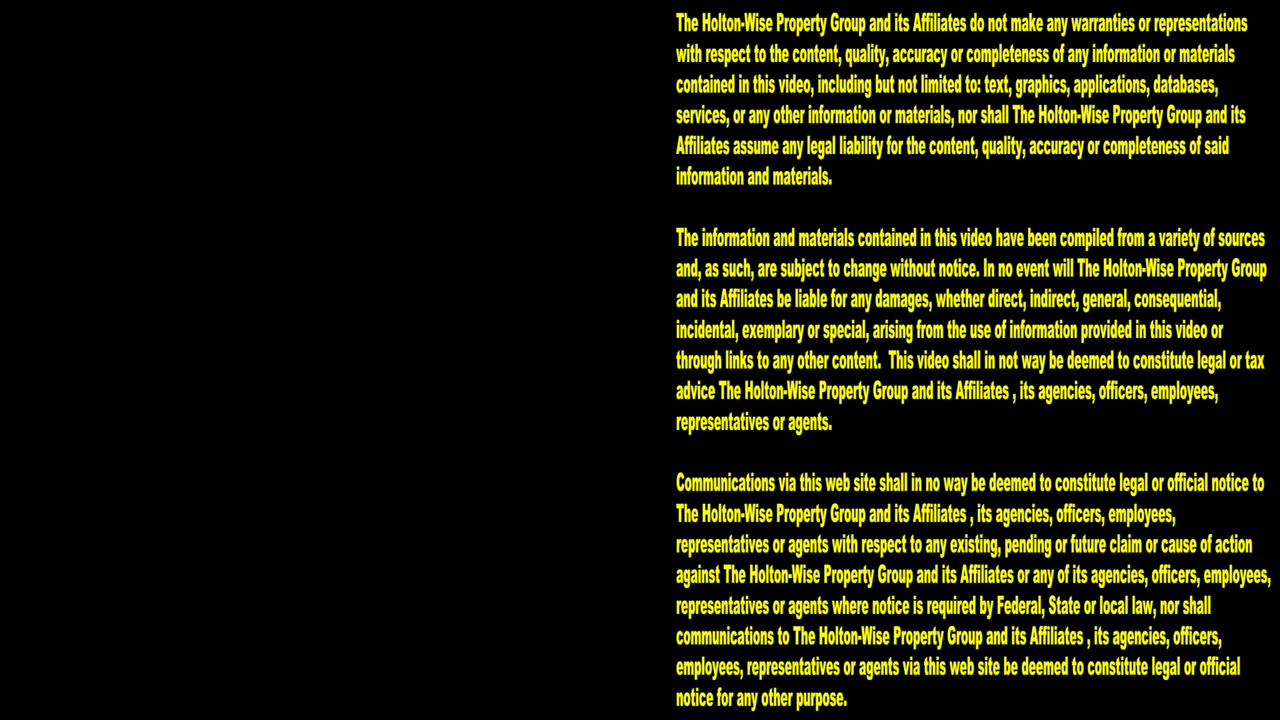 The Holton-Wise Property Group and its Affiliates do not make any warranties or representations
with respect to the content, quality, accuracy or completeness of any information or materials
contained in this video, including but not limited to: text, graphics, applications, databases,
services, or any other information or materials, nor shall The Holton-Wise Property Group and its
Affiliates assume any legal liability for the content, quality, accuracy or completeness of said
information and materials.
The information and materials contained in this video have been compiled from a variety of sources
and, as such, are subject to change without notice. In no event will The Holton-Wise Property Group
and its Affiliates be liable for any damages, whether direct, indirect, general, consequential,
incidental, exemplary or special, arising from the use of information provided in this video or
through links to any other content.  This video shall in not way be deemed to constitute legal or tax
advice The Holton-Wise Property Group and its Affiliates , its agencies, officers, employees,
representatives or agents.
Communications via this web site shall in no way be deemed to constitute legal or official notice to
The Holton-Wise Property Group and its Affiliates , its agencies, officers, employees,
representatives or agents with respect to any existing, pending or future claim or cause of action
against The Holton-Wise Property Group and its Affiliates or any of its agencies, officers, employees,
representatives or agents where notice is required by Federal, State or local law, nor shall
communications to The Holton-Wise Property Group and its Affiliates , its agencies, officers,
employees, representatives or agents via this web site be deemed to constitute legal or official
notice for any other purpose.